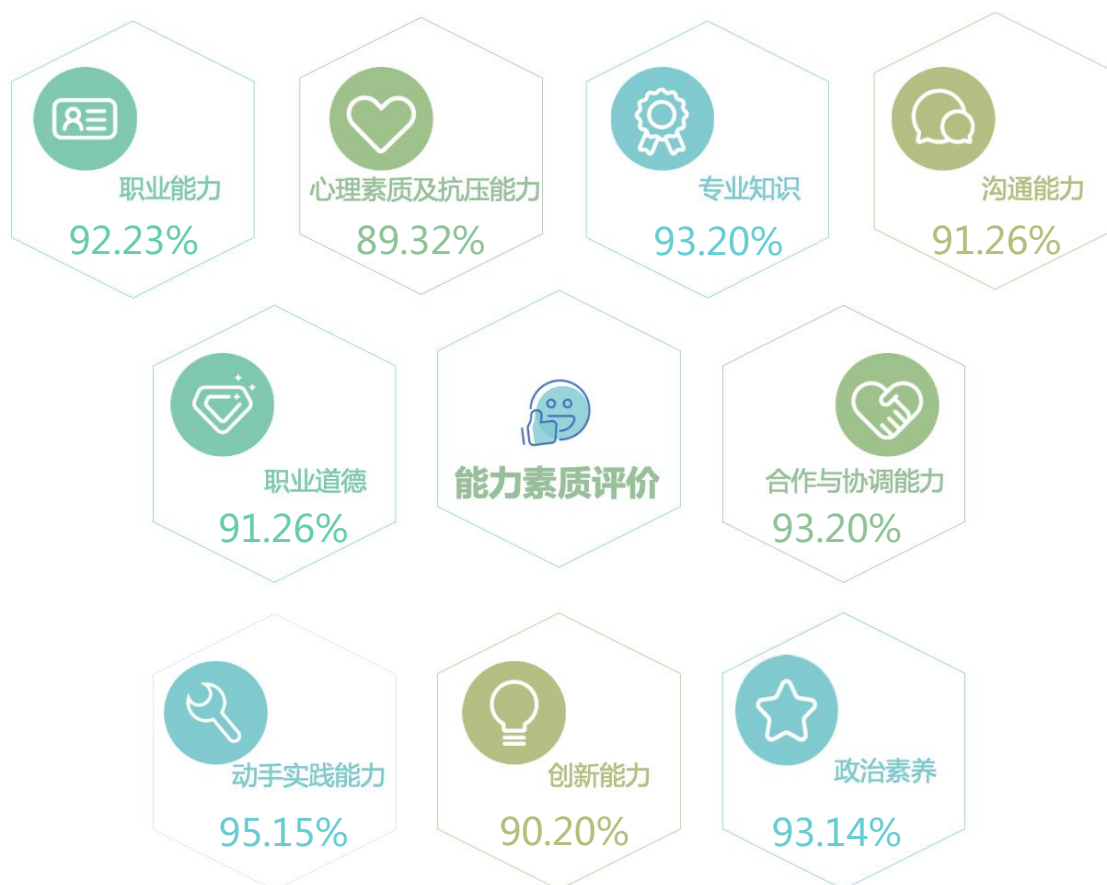 职业能力
92.23%
心理素质及抗压能力
89.32%
专业知识
93.20%
沟通能力
91.26%
职业道德
91.26%
能力素质评价
合作与协调能力
93.20%
动手实践能力
95.15%
创新能力
90.20%
政治素养
93.14%